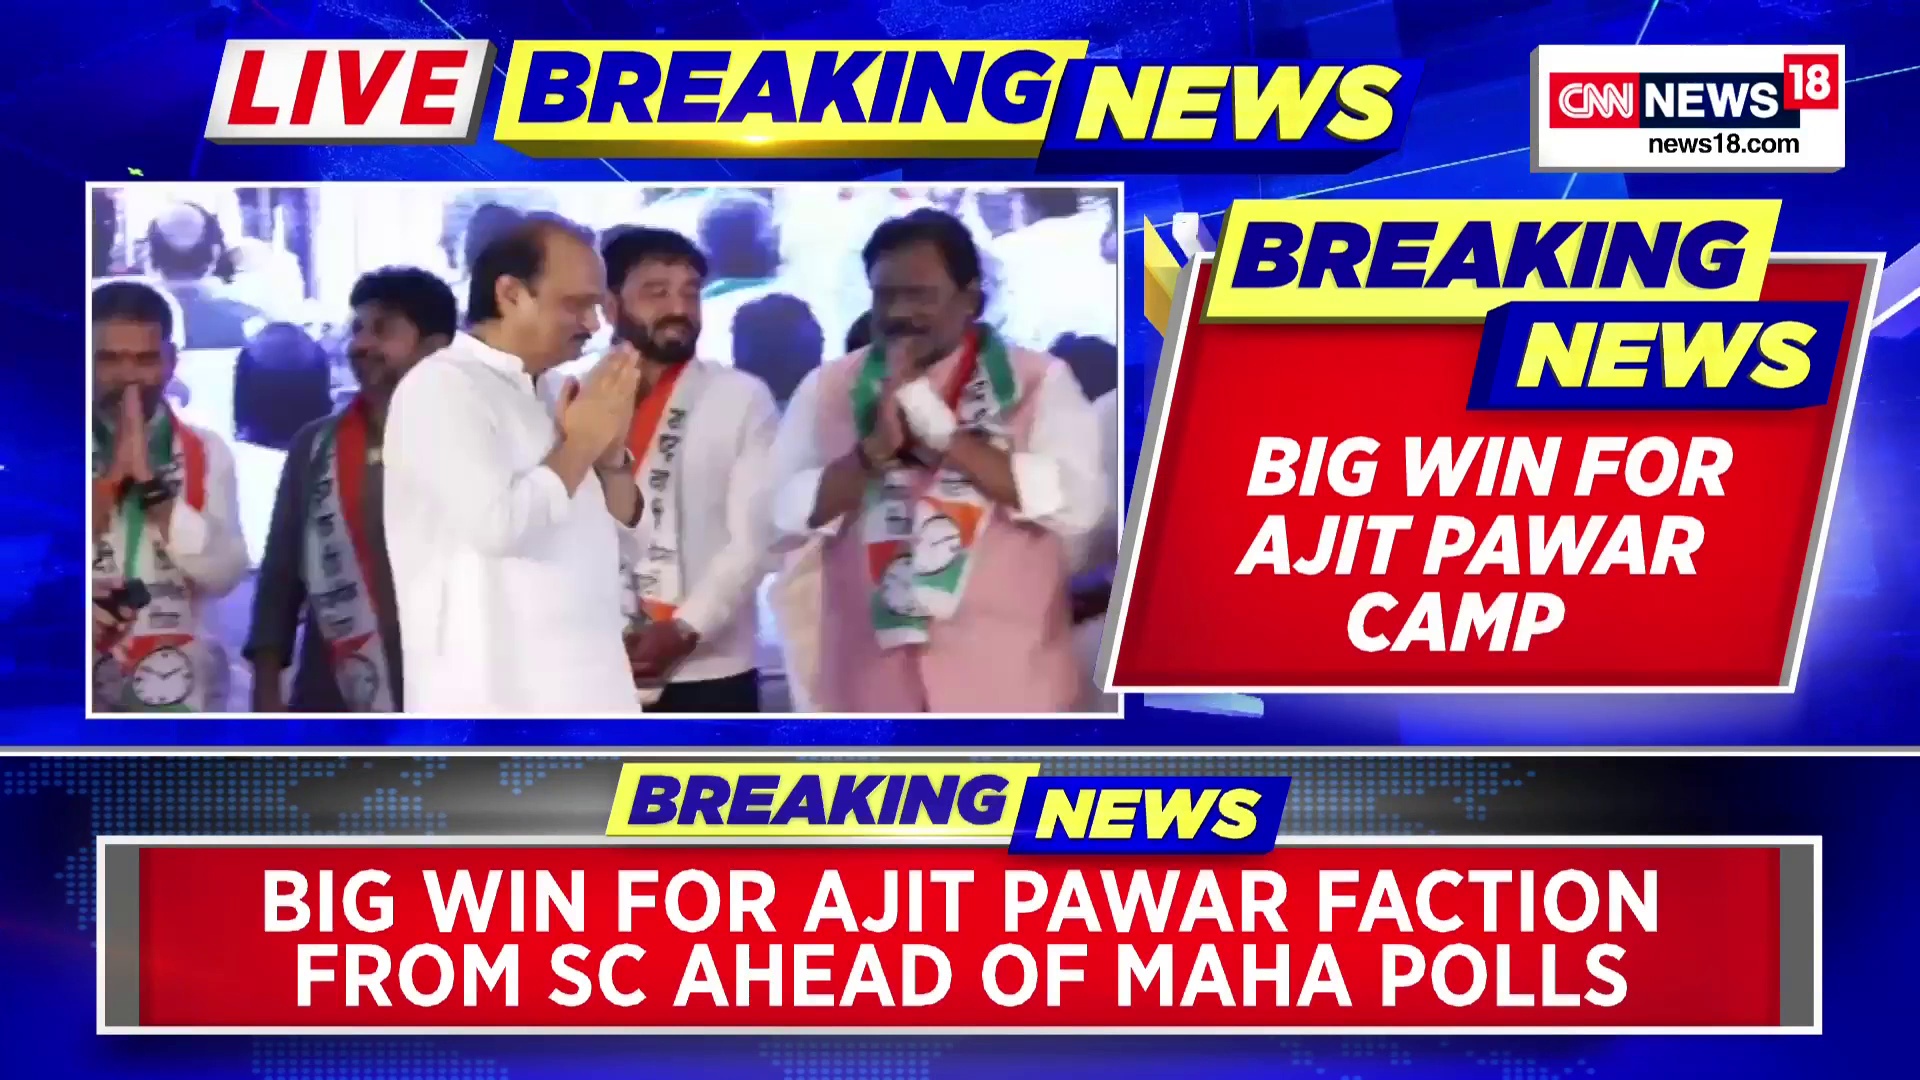 LIVE BREAKING NEWS
CNN NEWS 18
news18.com
BREAKING
NEWS
BIG WIN FOR
AJIT PAWAR
CAMP
BREAKING NEWS
BIG WIN FOR AJIT PAWAR FACTION
FROM SC AHEAD OF MAHA POLLS